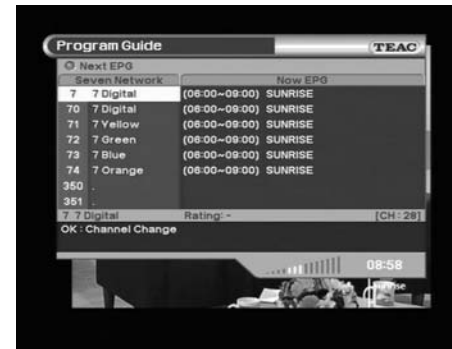 Program Guide TEAC
Next EPG
Seven Network Now EPG
7 7 Digital (06:00~09:00) SUNRISE
70 7 Digital (06:00~09:00) SUNRISE
71 7 Yellow (06:00~09:00) SUNRISE
72 7 Green (06:00~09:00) SUNRISE
73 7 Blue (06:00~09:00) SUNRISE
74 7 Orange (06:00~09:00) SUNRISE
350 .
351 .
7 7 Digital Rating: - [CH : 28]
OK : Channel Change
08:58
sunrise